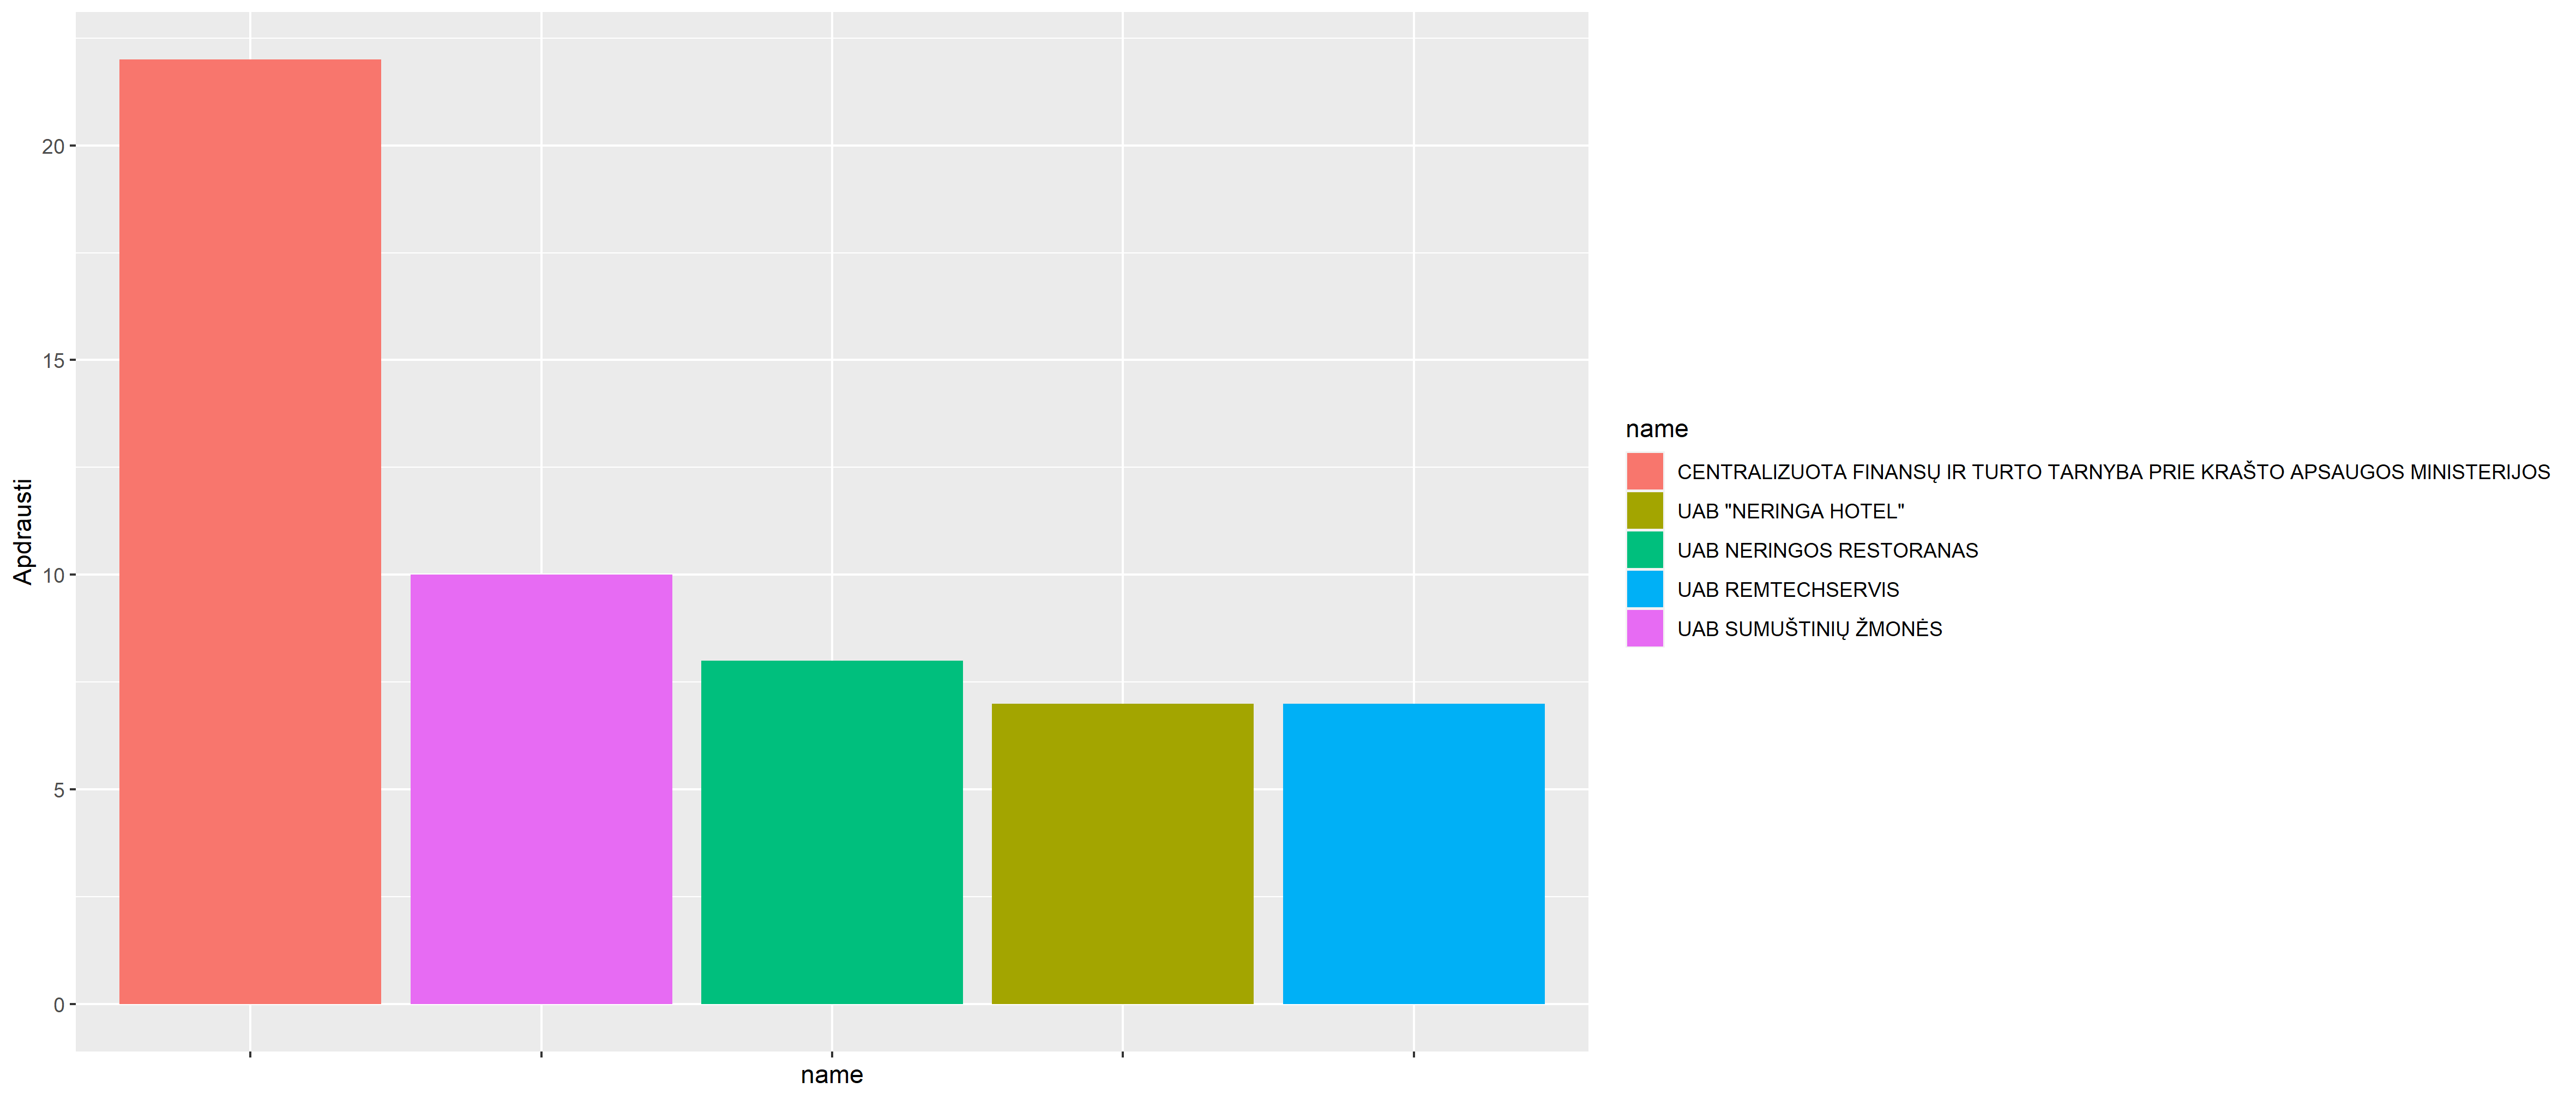 Apdrausti
20
15
10
5
0
name
name
CENTRALIZUOTA FINANSŲ IR TURTO TARNYBA PRIE KRAŠTO APSAUGOS MINISTERIJOS
UAB "NERINGA HOTEL"
UAB NERINGOS RESTORANAS
UAB REMTECHSERVIS
UAB SUMUŠTINIŲ ŽMONĖS